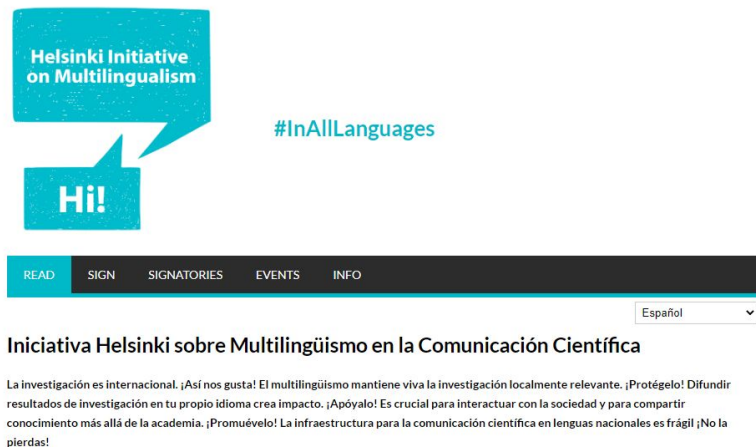 Helsinki Initiative
on Multilingualism
#InAllLanguages
Hi!
READ SIGN SIGNATORIES EVENTS INFO
Español
Iniciativa Helsinki sobre Multilingüismo en la Comunicación Científica
La investigación es internacional. ¡Así nos gusta! El multilingüismo mantiene viva la investigación localmente relevante. ¡Protégelo! Difundir
resultados de investigación en tu propio idioma crea impacto. ¡Apóyalo! Es crucial para interactuar con la sociedad y para compartir
conocimiento más allá de la academia. ¡Promuévelo! La infraestructura para la comunicación científica en lenguas nacionales es frágil ¡No la
pierdas!